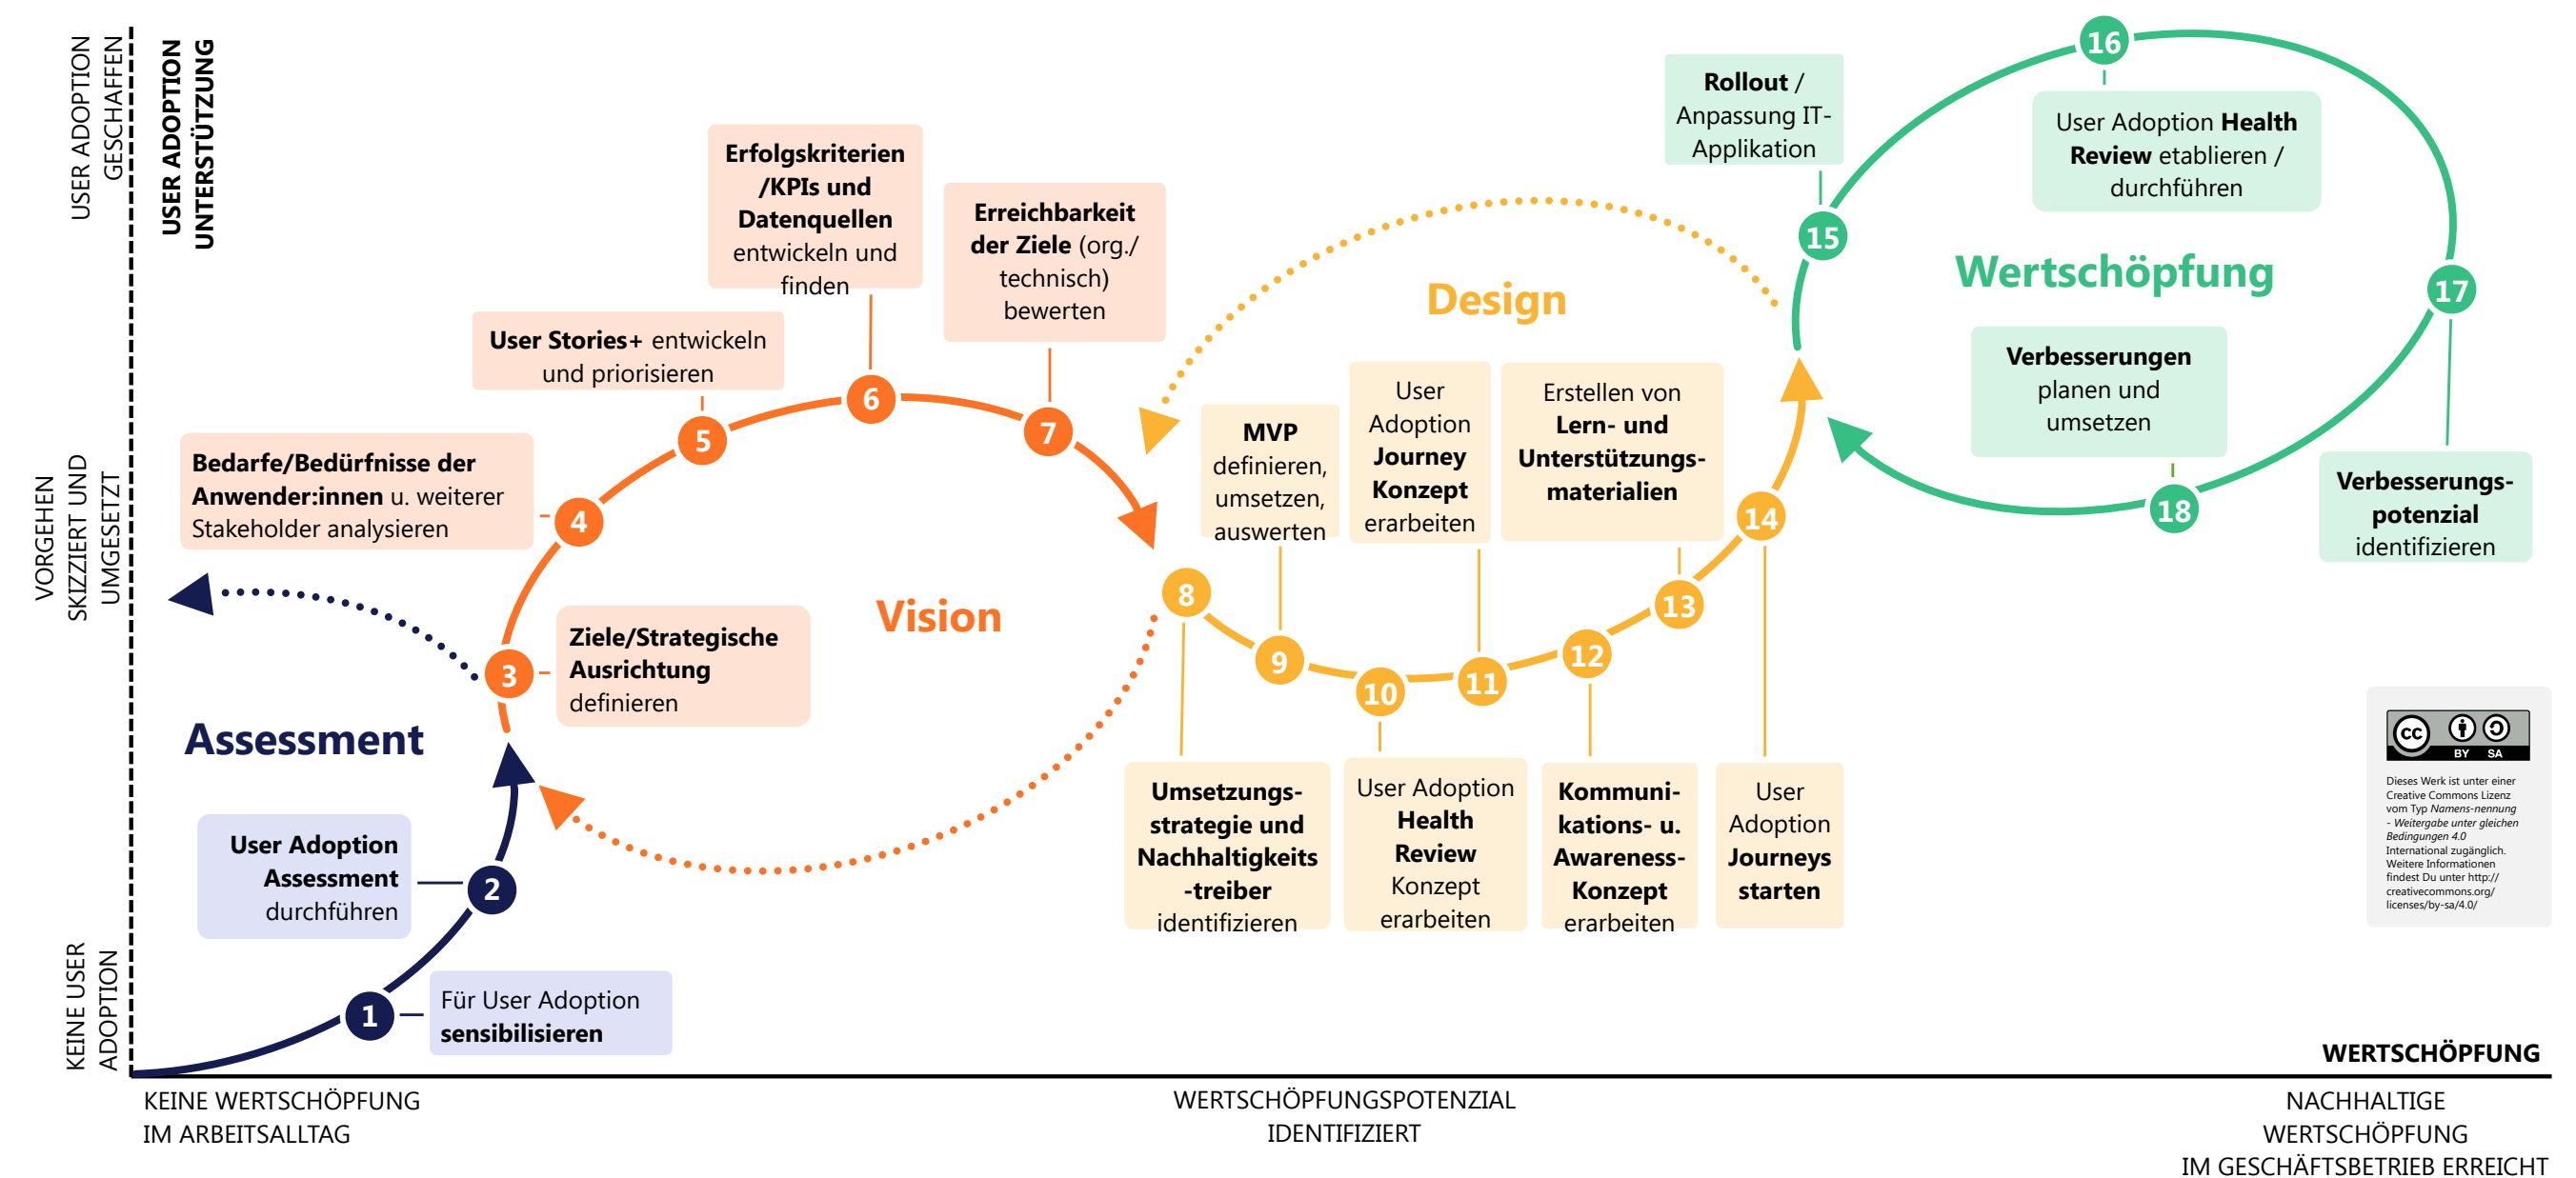 USER ADOPTION
GESCHAFFEN
USER ADOPTION
UNTERSTÜTZUNG
VORGEHEN
SKIZZIERT UND
UMGESETZT
KEINE USER
ADOPTION
Assessment
1
Für User Adoption
sensibilisieren
2
User Adoption
Assessment
durchführen
Vision
3
Ziele/Strategische
Ausrichtung
definieren
4
Bedarfe/Bedürfnisse der
Anwender:innen u. weiterer
Stakeholder analysieren
5
User Stories+ entwickeln
und priorisieren
6
Erfolgskriterien
/KPIs und
Datenquellen
entwickeln und
finden
7
Erreichbarkeit
der Ziele (org./
technisch)
bewerten
Design
8
Umsetzungs-
strategie und
Nachhaltigkeits
-treiber
identifizieren
9
MVP
definieren,
umsetzen,
auswerten
10
User Adoption
Health
Review
Konzept
erarbeiten
11
User
Adoption
Journey
Konzept
erarbeiten
12
Kommuni-
kations- u.
Awareness-
Konzept
erarbeiten
13
Erstellen von
Lern- und
Unterstützungs-
materialien
14
User
Adoption
Journeys
starten
Wertschöpfung
15
Rollout /
Anpassung IT-
Applikation
16
User Adoption Health
Review etablieren /
durchführen
17
Verbesserungs-
potenzial
identifizieren
18
Verbesserungen
planen und
umsetzen
cc
BY SA
Dieses Werk ist unter einer
Creative Commons Lizenz
vom Typ Namens-nennung
- Weitergabe unter gleichen
Bedingungen 4.0
International zugänglich.
Weitere Informationen
findest Du unter http://
creativecommons.org/
licenses/by-sa/4.0/
WERTSCHÖPFUNG
KEINE WERTSCHÖPFUNG
IM ARBEITSALLTAG
WERTSCHÖPFUNGSPOTENZIAL
IDENTIFIZIERT
NACHHALTIGE
WERTSCHÖPFUNG
IM GESCHÄFTSBETRIEB ERREICHT